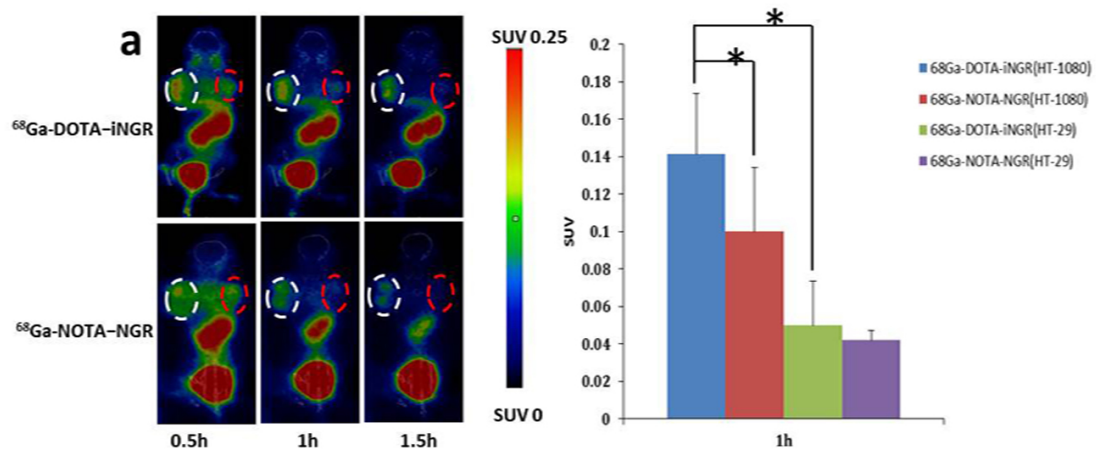 a
SUV 0.25
⁶⁸Ga-DOTA−iNGR
⁶⁸Ga-NOTA−NGR
SUV 0
0.5h
1h
1.5h
*
*
0.2
0.18
0.16
0.14
0.12
0.1
0.08
0.06
0.04
0.02
0
SUV
1h
68Ga-DOTA-iNGR(HT-1080)
68Ga-NOTA-NGR(HT-1080)
68Ga-DOTA-iNGR(HT-29)
68Ga-NOTA-NGR(HT-29)